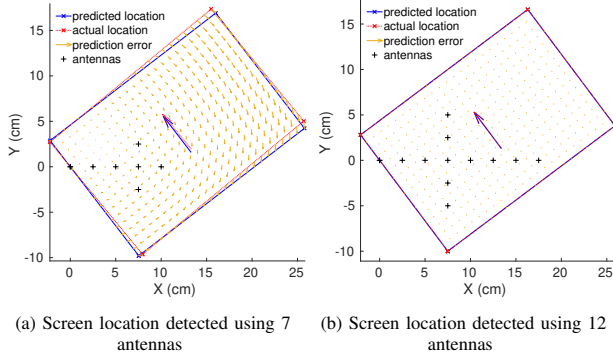 predicted location
actual location
prediction error
antennas
15
10
5
0
-5
-10
Y (cm)
0
5
10
15
20
25
X (cm)
(a) Screen location detected using 7
antennas
predicted location
actual location
prediction error
antennas
15
10
5
0
-5
-10
Y (cm)
0
5
10
15
20
25
X (cm)
(b) Screen location detected using 12
antennas